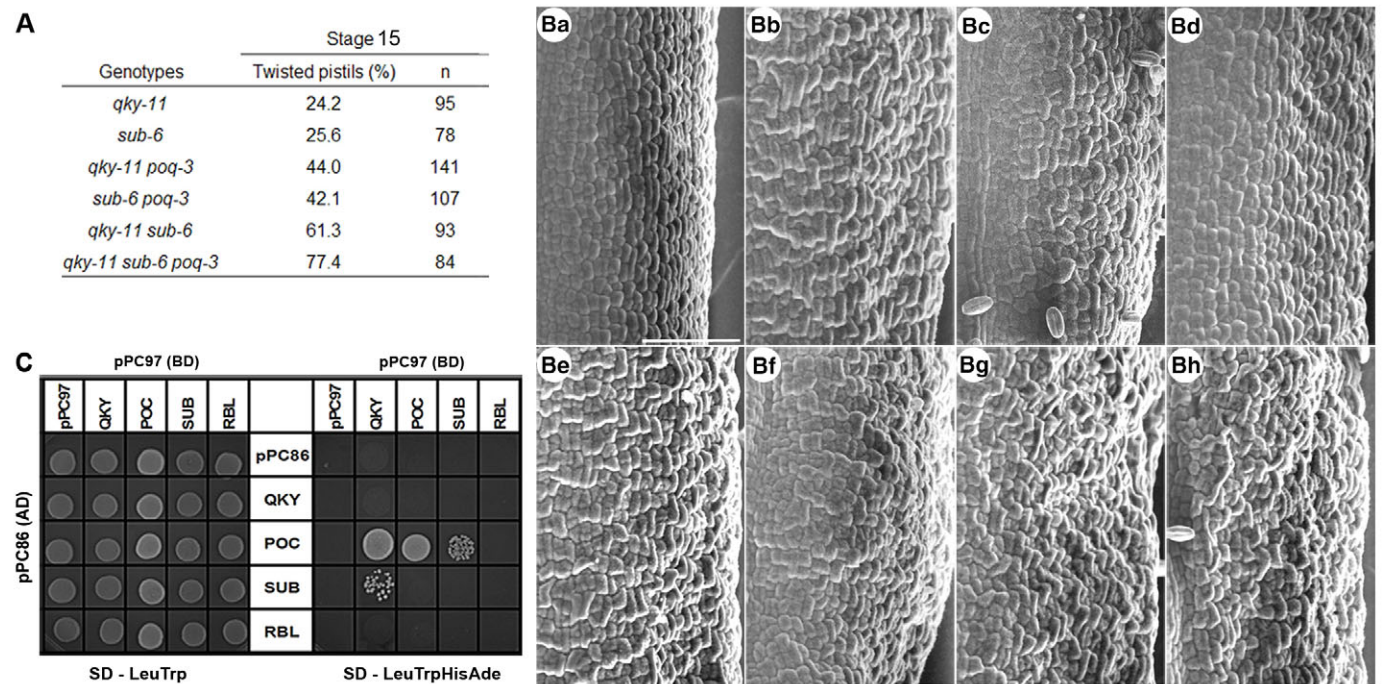 A
Stage 15
Genotypes Twisted pistils (%) n
qky-11 24.2 95
sub-6 25.6 78
qky-11 poq-3 44.0 141
sub-6 poq-3 42.1 107
qky-11 sub-6 61.3 93
qky-11 sub-6 poq-3 77.4 84
Ba Bb Bc Bd
Be Bf Bg Bh
C
pPC97 (BD) pPC97 (BD)
pPC97 QKY POC SUB RBL pPC97 QKY POC SUB RBL
pPC86 (AD)
pPC86
QKY
POC
SUB
RBL
SD - LeuTrp SD - LeuTrpHisAde